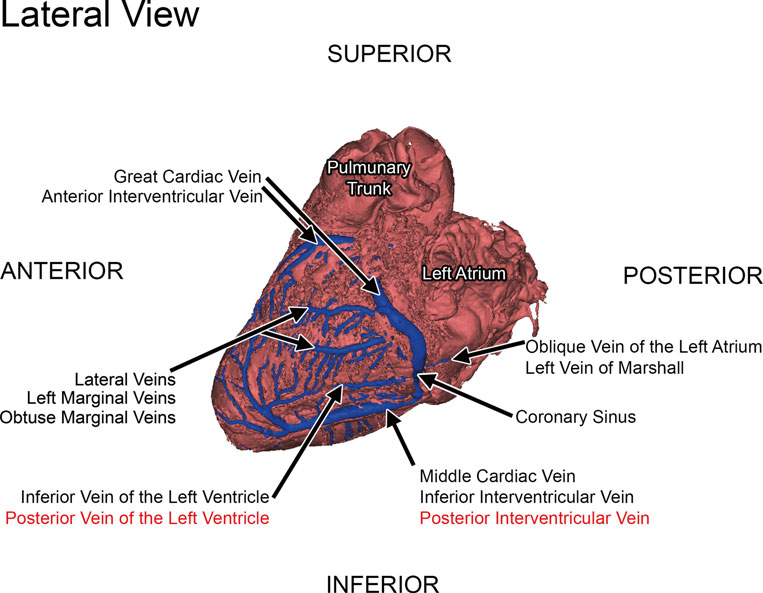 Lateral View
SUPERIOR
Pulmunary
Trunk
Great Cardiac Vein
Anterior Interventricular Vein
ANTERIOR
Left Atrium
POSTERIOR
Oblique Vein of the Left Atrium
Left Vein of Marshall
Lateral Veins
Left Marginal Veins
Obtuse Marginal Veins
Coronary Sinus
Middle Cardiac Vein
Inferior Interventricular Vein
Posterior Interventricular Vein
Inferior Vein of the Left Ventricle
Posterior Vein of the Left Ventricle
INFERIOR